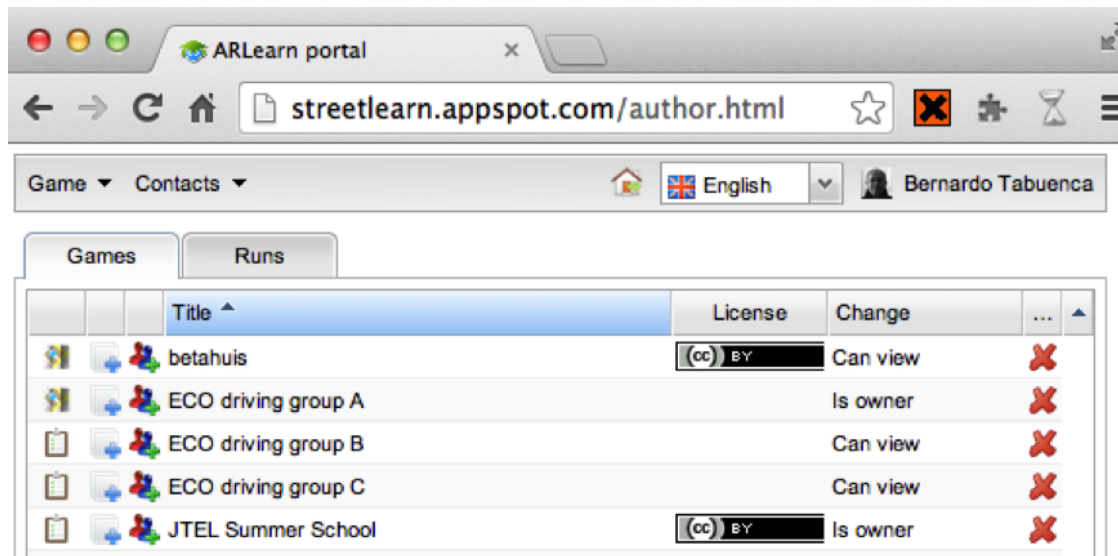 ARLearn portal
streetlearn.appspot.com/author.html
Game Contacts English Bernardo Tabuenca
Games Runs
Title License Change ...
betahuis (cc) BY Can view
ECO driving group A Is owner
ECO driving group B Can view
ECO driving group C Can view
JTEL Summer School (cc) BY Is owner